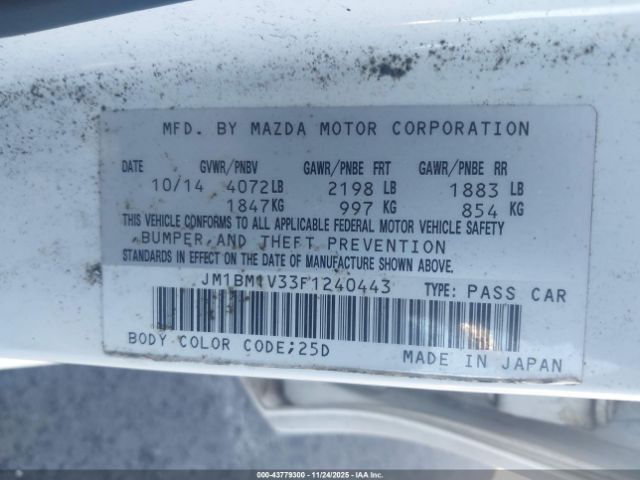 MFD. BY MAZDA MOTOR CORPORATION
DATE GVWR/PNBV GAWR/PNBE FRT GAWR/PNBE RR
10/14 4072LB 2198 LB 1883 LB
1847KG 997 KG 854 KG
THIS VEHICLE CONFORMS TO ALL APPLICABLE FEDERAL MOTOR VEHICLE SAFETY
BUMPER AND THEFT PREVENTION
STANDARDS IN EFFECT ON THE DATE OF MANUFACTURE SHOWN ABOVE.
JM1BM1V33F1240443 TYPE: PASS CAR
BODY COLOR CODE;25D MADE IN JAPAN
000-43779300 - 11/24/2025 - IAAI.COM